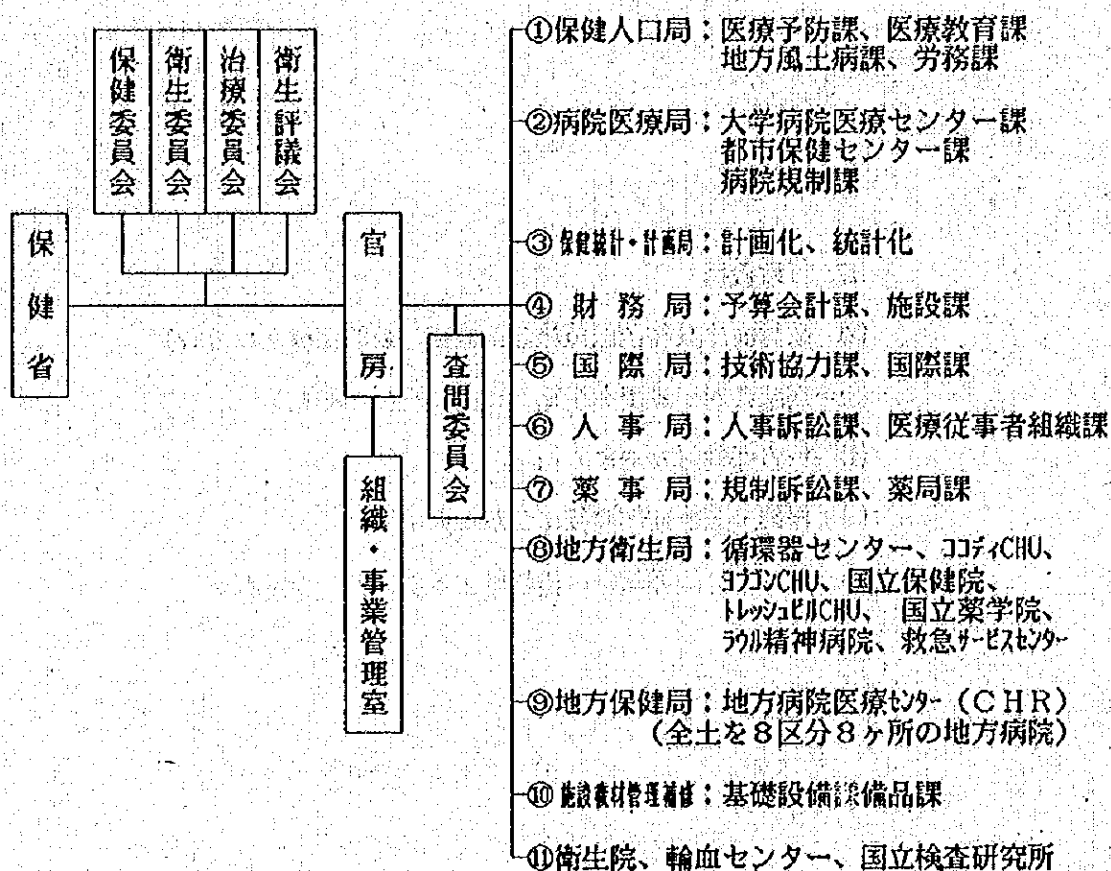 保健委員会
衛生委員会
治療委員会
衛生評議会
保健省
官房
組織・事業管理室
査問委員会
①保健人口局：医療予防課、医療教育課
地方風土病課、労務課
②病院医療局：大学病院医療センター課
都市保健センター課
病院規制課
③保健統計・計画局：計画化、統計化
④ 財務局：予算会計課、施設課
⑤ 国際局：技術協力課、国際課
⑥ 人事局：人事訴訟課、医療従事者組織課
⑦ 薬事局：規制訴訟課、薬局課
⑧地方衛生局：循環器センター、ココディCHU、
ヨプゴンCHU、国立保健院、
トレッシュビルCHU、国立薬学院、
ラウル精神病院、救急サービスセンター
⑨地方保健局：地方病院医療センター（CHR）
（全土を８区分８ヶ所の地方病院）
⑩施設機材管理補修：基礎設備課備品課
⑪衛生院、輸血センター、国立検査研究所